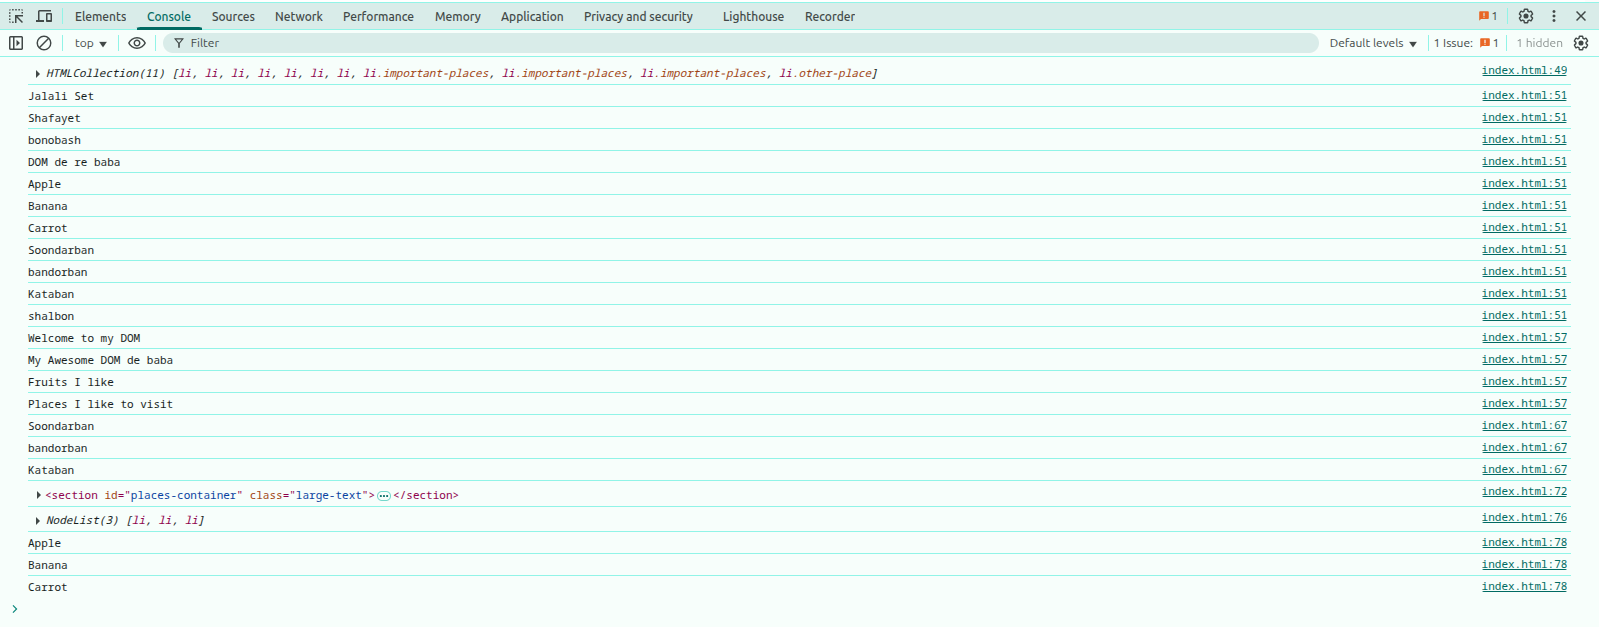 Elements Console Sources Network Performance Memory Application Privacy and security Lighthouse Recorder 1
top Filter Default levels 1 Issue: 1 1 hidden
HTMLCollection(11) [li, li, li, li, li, li, li, li.important-places, li.important-places, li.important-places, li.other-place] index.html:49
Jalali Set index.html:51
Shafayet index.html:51
bonobash index.html:51
DOM de re baba index.html:51
Apple index.html:51
Banana index.html:51
Carrot index.html:51
Soondarban index.html:51
bandorban index.html:51
Kataban index.html:51
shalbon index.html:51
Welcome to my DOM index.html:57
My Awesome DOM de baba index.html:57
Fruits I like index.html:57
Places I like to visit index.html:57
Soondarban index.html:67
bandorban index.html:67
Kataban index.html:67
<section id="places-container" class="large-text">…</section> index.html:72
NodeList(3) [li, li, li] index.html:76
Apple index.html:78
Banana index.html:78
Carrot index.html:78